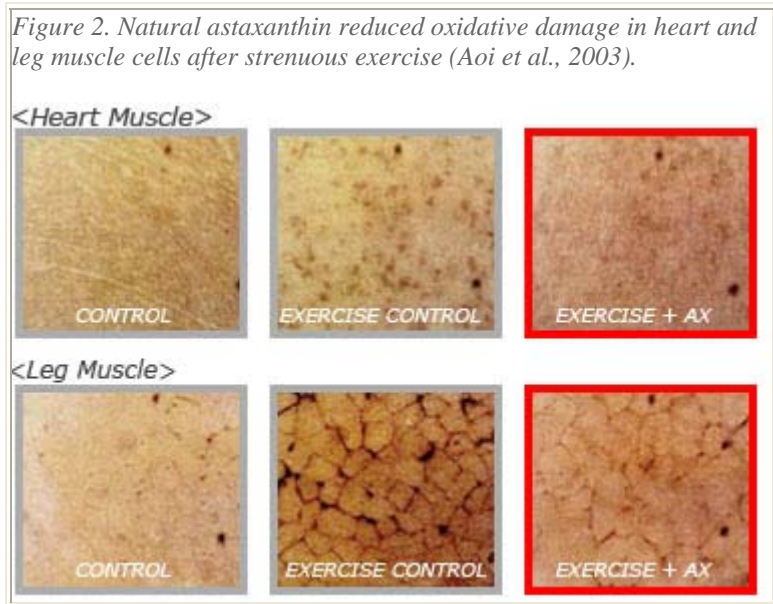 Figure 2. Natural astaxanthin reduced oxidative damage in heart and
leg muscle cells after strenuous exercise (Aoi et al., 2003).
<Heart Muscle>
CONTROL
EXERCISE CONTROL
EXERCISE + AX
<Leg Muscle>
CONTROL
EXERCISE CONTROL
EXERCISE + AX